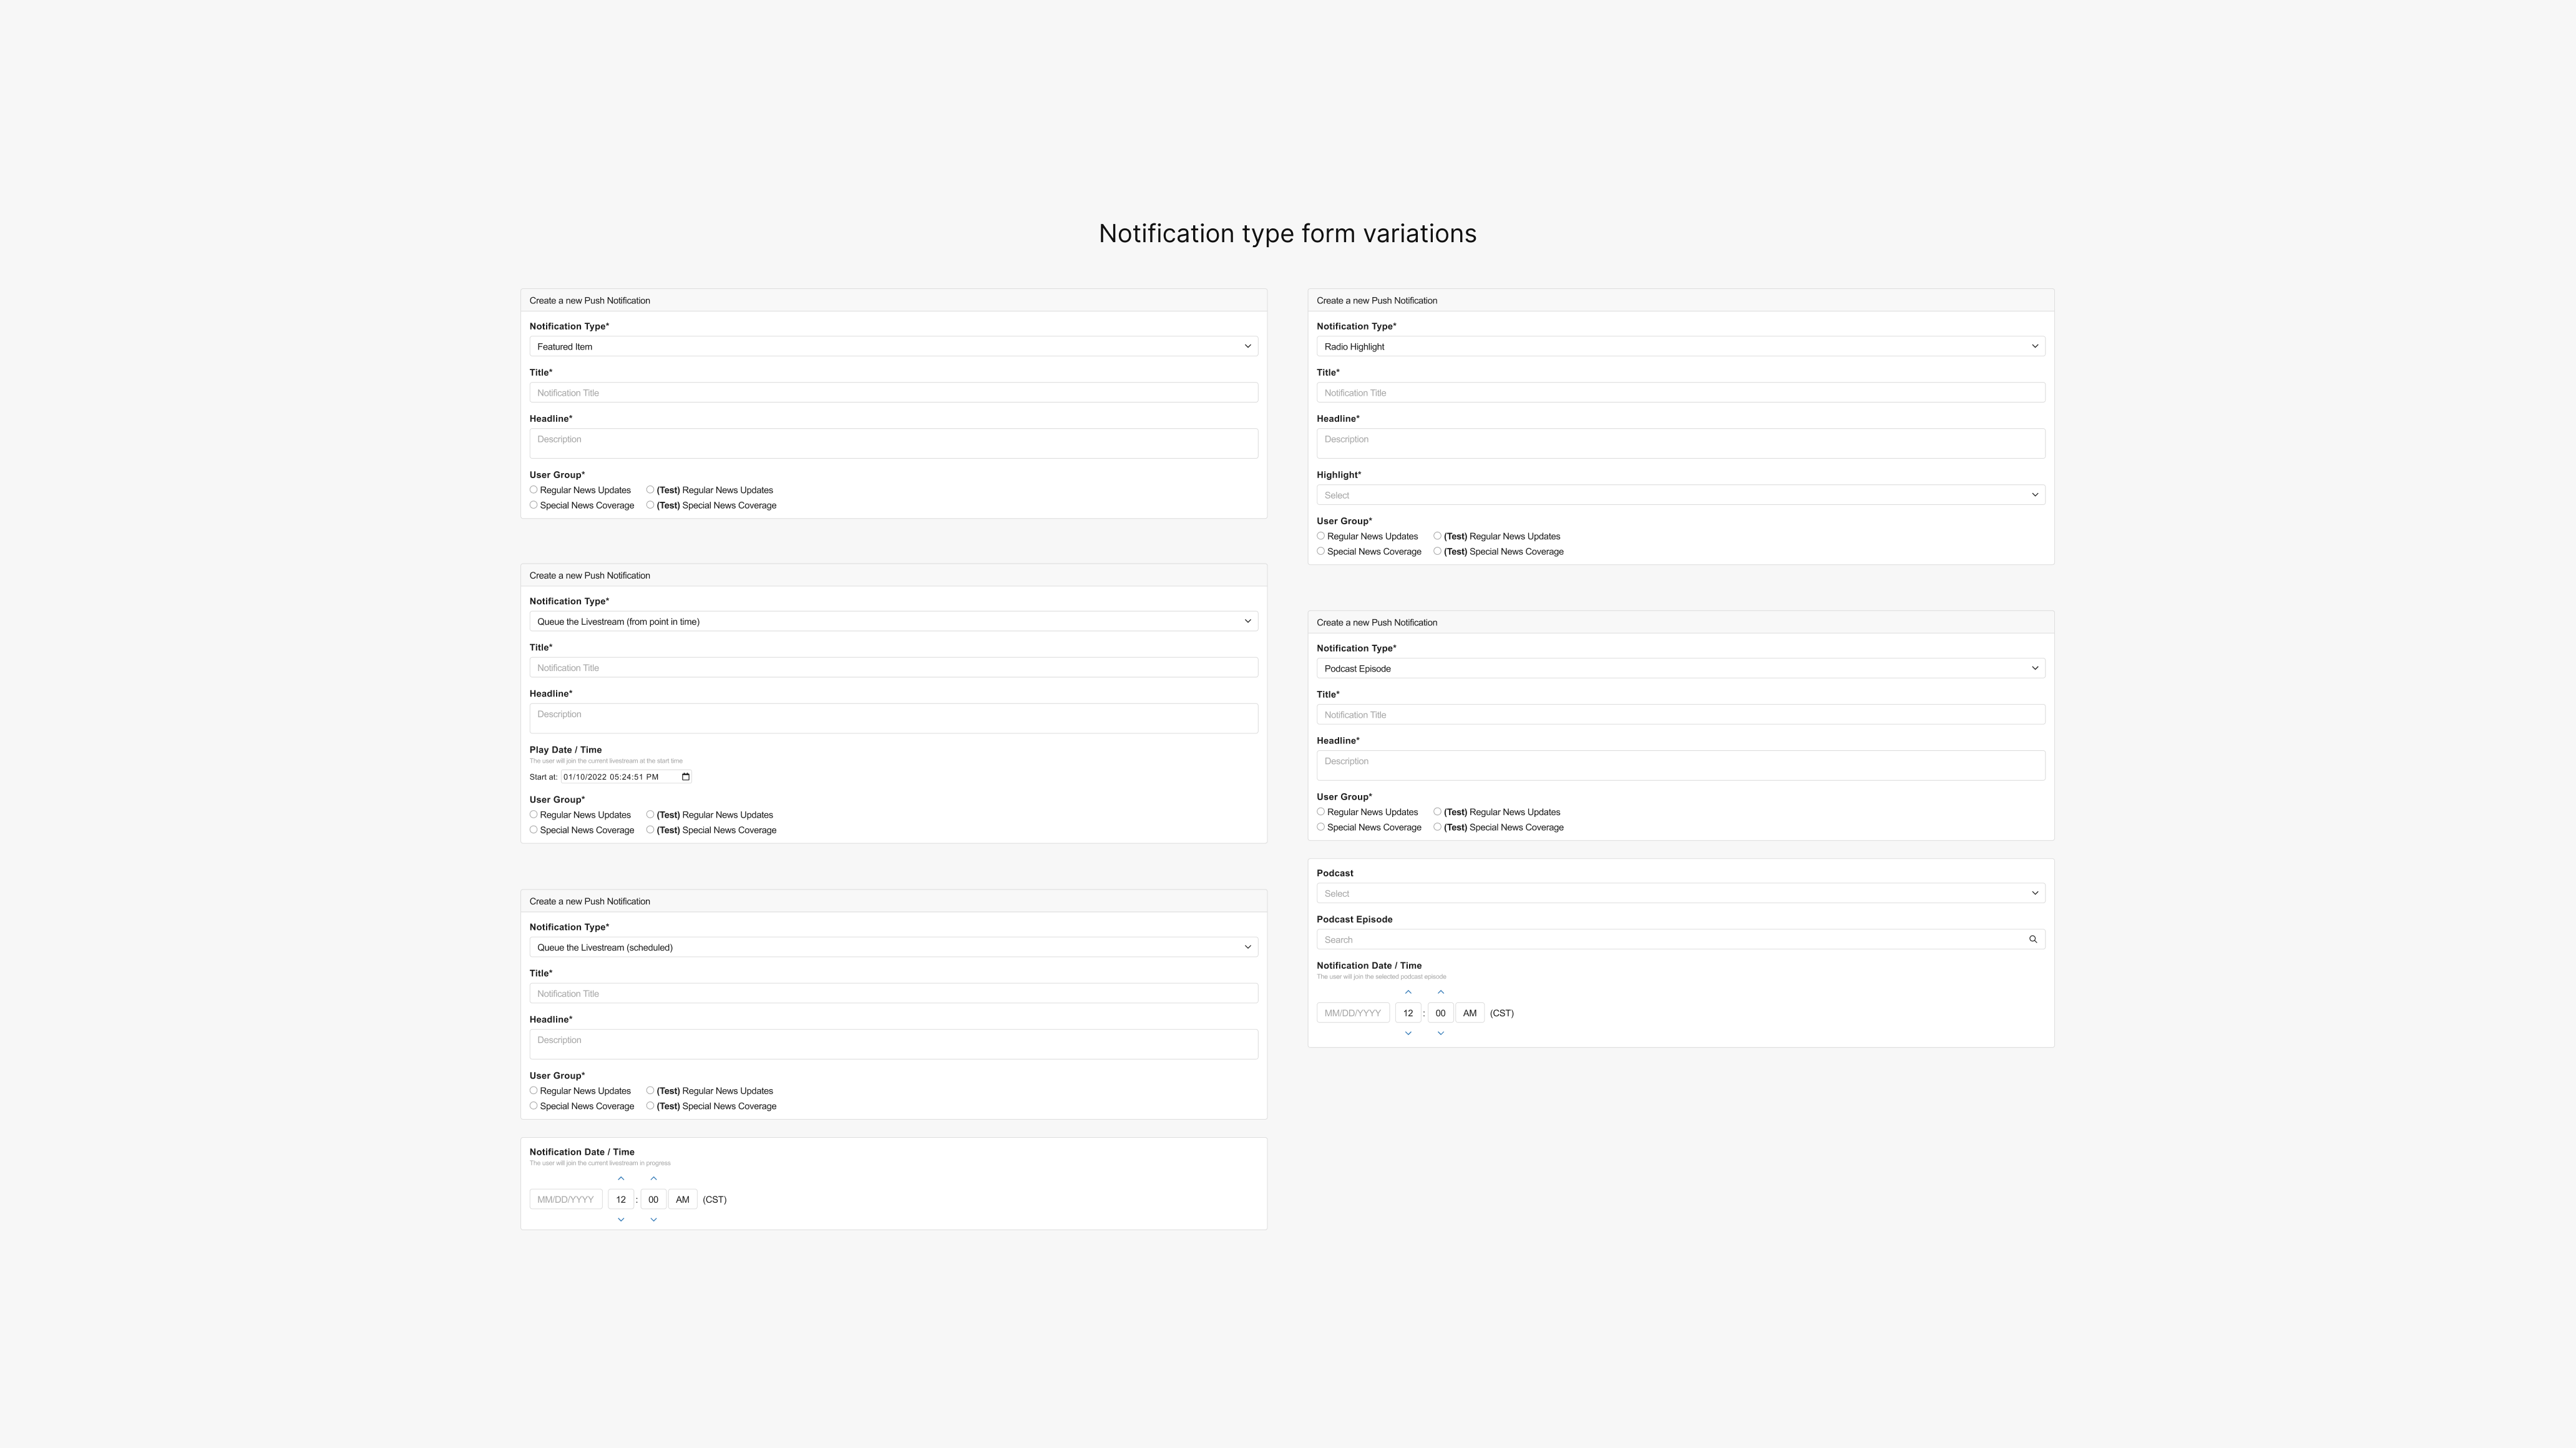 Notification type form variations
Create a new Push Notification
Notification Type*
Featured Item
Title*
Notification Title
Headline*
Description
User Group*
Regular News Updates (Test) Regular News Updates
Special News Coverage (Test) Special News Coverage
Create a new Push Notification
Notification Type*
Queue the Livestream (from point in time)
Title*
Notification Title
Headline*
Description
Play Date / Time
The user will join the current livestream at the start time
Start at: 01/10/2022 05:24:51 PM
User Group*
Regular News Updates (Test) Regular News Updates
Special News Coverage (Test) Special News Coverage
Create a new Push Notification
Notification Type*
Queue the Livestream (scheduled)
Title*
Notification Title
Headline*
Description
User Group*
Regular News Updates (Test) Regular News Updates
Special News Coverage (Test) Special News Coverage
Notification Date / Time
The user will join the current livestream in progress
MM/DD/YYYY 12 : 00 AM (CST)
Create a new Push Notification
Notification Type*
Radio Highlight
Title*
Notification Title
Headline*
Description
Highlight*
Select
User Group*
Regular News Updates (Test) Regular News Updates
Special News Coverage (Test) Special News Coverage
Create a new Push Notification
Notification Type*
Podcast Episode
Title*
Notification Title
Headline*
Description
User Group*
Regular News Updates (Test) Regular News Updates
Special News Coverage (Test) Special News Coverage
Podcast
Select
Podcast Episode
Search
Notification Date / Time
The user will join the selected podcast episode
MM/DD/YYYY 12 : 00 AM (CST)